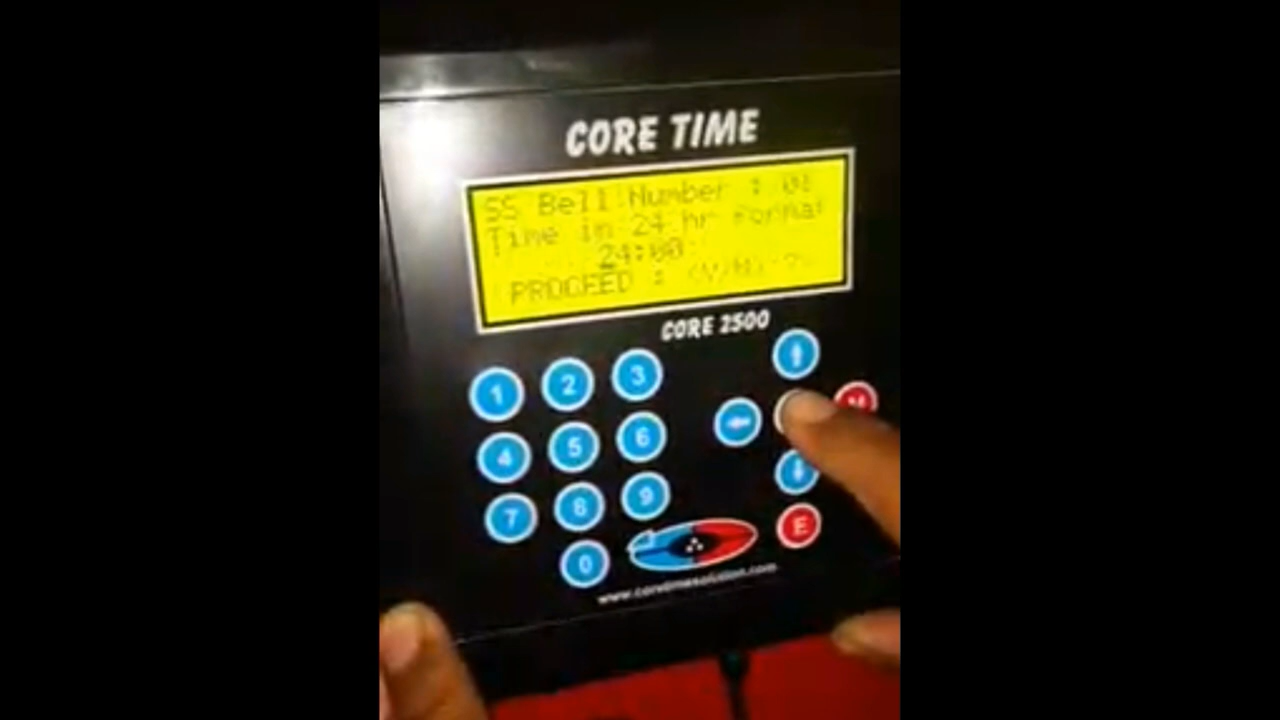 CORE TIME
SS Bell Number : 01
Time in 24 hr Format
24:00
PROCEED : (Y/N) ?
CORE 2500
1 2 3
4 5 6
7 8 9
0
M
E
www.coretimesolution.com